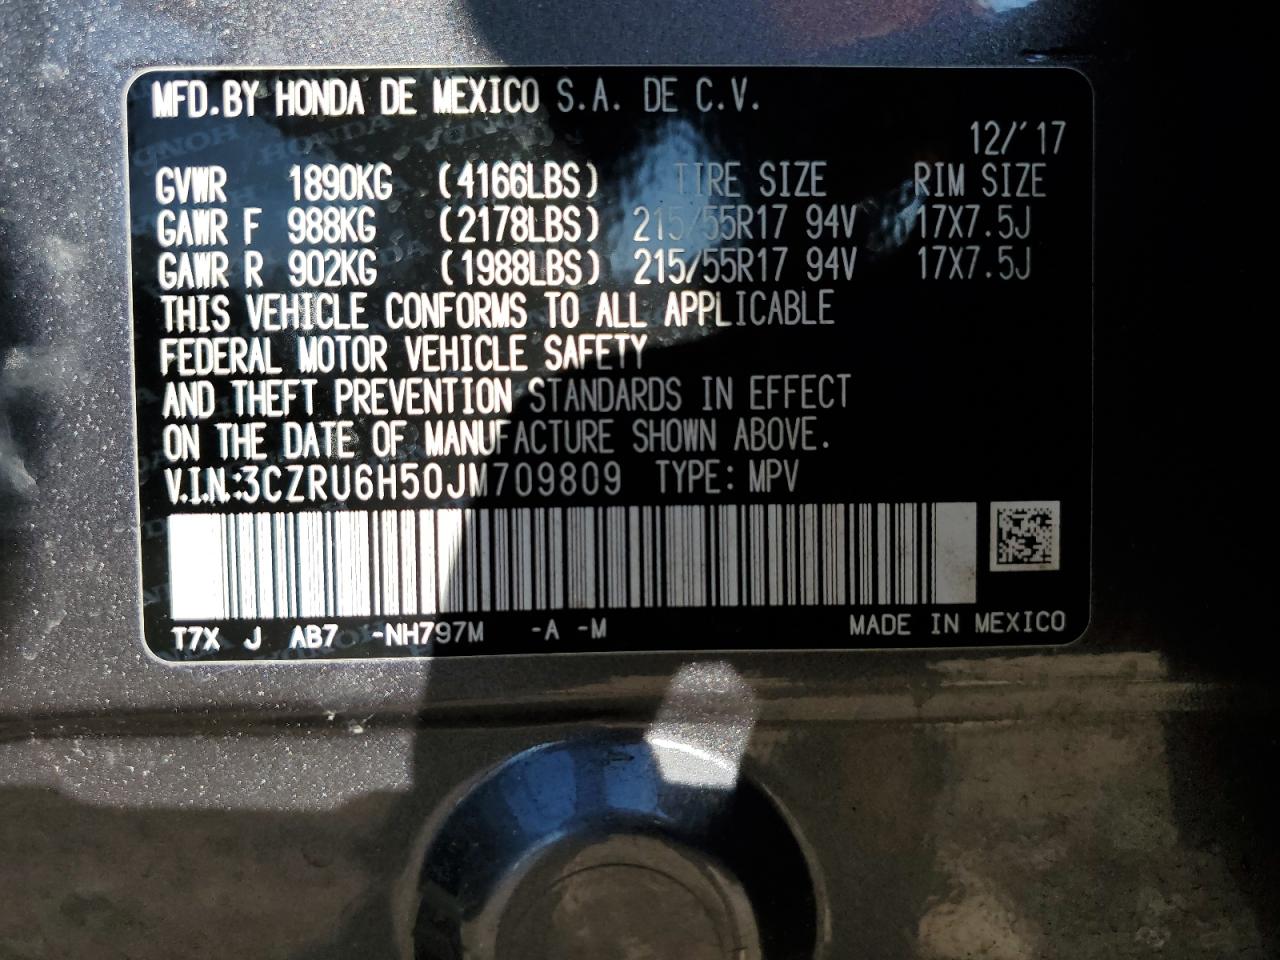 MFD.BY HONDA DE MEXICO S.A. DE C.V.
12/'17
GVWR 1890KG (4166LBS) TIRE SIZE RIM SIZE
GAWR F 988KG (2178LBS) 215/55R17 94V 17X7.5J
GAWR R 902KG (1988LBS) 215/55R17 94V 17X7.5J
THIS VEHICLE CONFORMS TO ALL APPLICABLE
FEDERAL MOTOR VEHICLE SAFETY
AND THEFT PREVENTION STANDARDS IN EFFECT
ON THE DATE OF MANUFACTURE SHOWN ABOVE.
V.I.N.:3CZRU6H50JM709809 TYPE: MPV
T7X J AB7 -NH797M -A -M MADE IN MEXICO